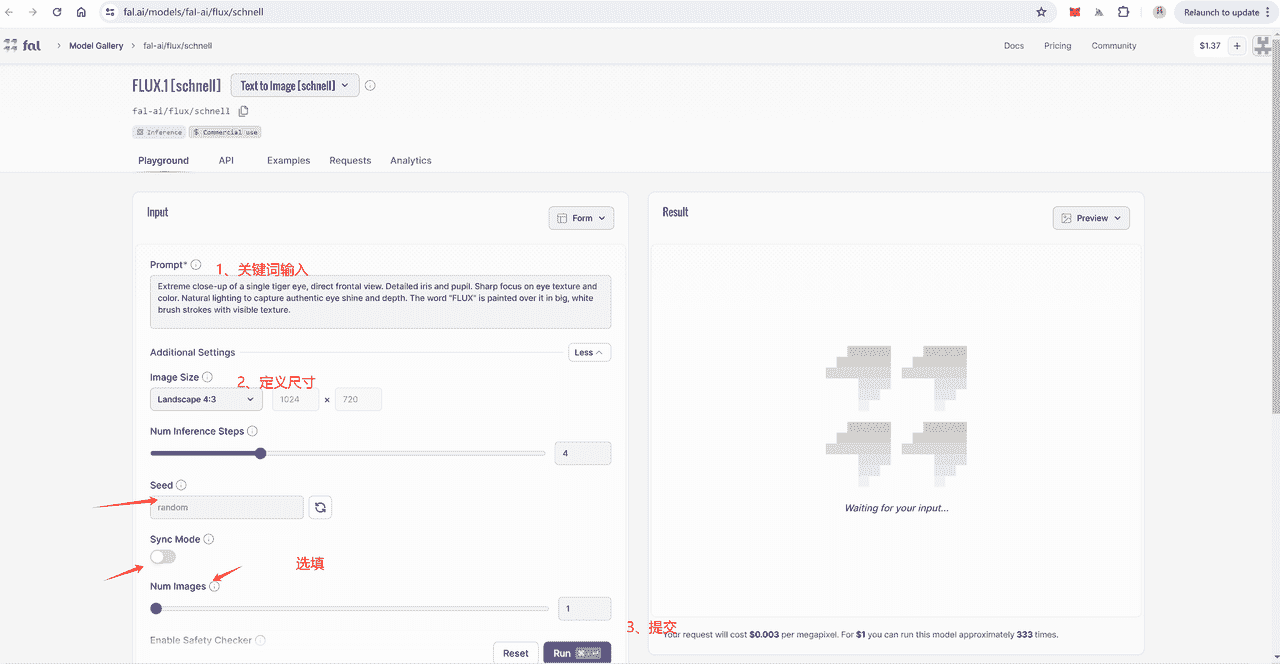 fal.ai/models/fal-ai/flux/schnell
Relaunch to update
fal
Model Gallery
fal-ai/flux/schnell
Docs
Pricing
Community
$1.37
+
FLUX.1 [schnell]
Text to Image [schnell]
fal-ai/flux/schnell
Inference
$ Commercial use
Playground
API
Examples
Requests
Analytics
Input
Form
Prompt*
1、关键词输入
Extreme close-up of a single tiger eye, direct frontal view. Detailed iris and pupil. Sharp focus on eye texture and
color. Natural lighting to capture authentic eye shine and depth. The word "FLUX" is painted over it in big, white
brush strokes with visible texture.
Additional Settings
Less
Image Size
2、定义尺寸
Landscape 4:3
1024
×
720
Num Inference Steps
4
Seed
random
Sync Mode
选填
Num Images
1
Enable Safety Checker
3、提交
Reset
Run
Result
Preview
Waiting for your input...
Your request will cost $0.003 per megapixel. For $1 you can run this model approximately 333 times.